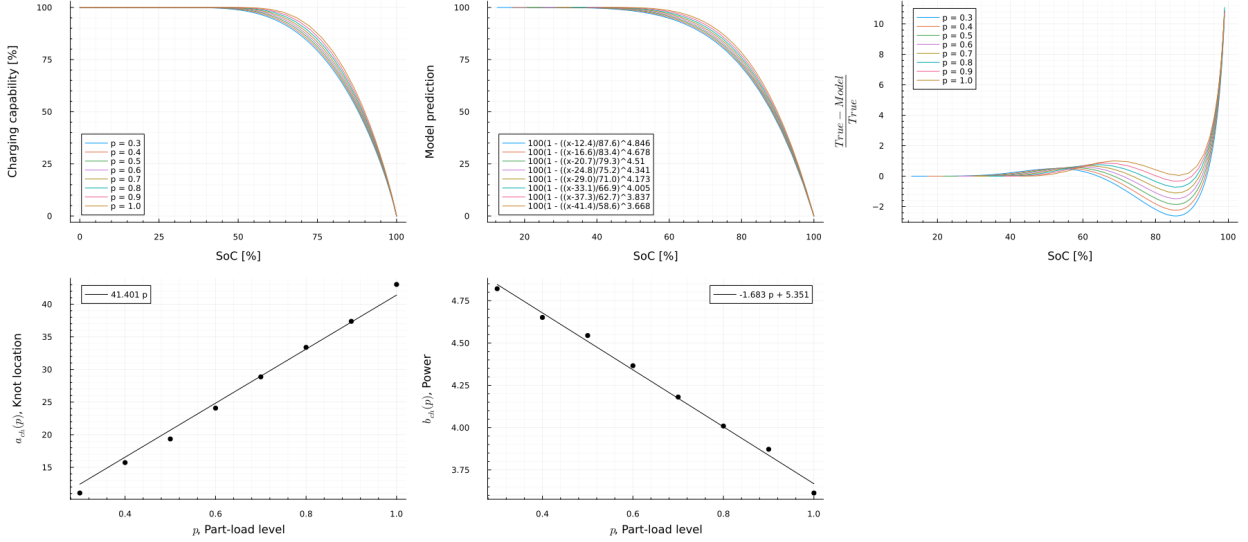 Charging capability [%]
100
75
50
25
0
p = 0.3
p = 0.4
p = 0.5
p = 0.6
p = 0.7
p = 0.8
p = 0.9
p = 1.0
0 25 50 75 100
SoC [%]
Model prediction
100
75
50
25
0
100(1 - ((x-12.4)/87.6)^4.846
100(1 - ((x-16.6)/83.4)^4.678
100(1 - ((x-20.7)/79.3)^4.51
100(1 - ((x-24.8)/75.2)^4.341
100(1 - ((x-29.0)/71.0)^4.173
100(1 - ((x-33.1)/66.9)^4.005
100(1 - ((x-37.3)/62.7)^3.837
100(1 - ((x-41.4)/58.6)^3.668
20 40 60 80 100
SoC [%]
True − Model
True
10
8
6
4
2
0
−2
p = 0.3
p = 0.4
p = 0.5
p = 0.6
p = 0.7
p = 0.8
p = 0.9
p = 1.0
20 40 60 80 100
SoC [%]
a_ch(p), Knot location
40
35
30
25
20
15
41.401 p
0.4 0.6 0.8 1.0
p, Part-load level
b_ch(p), Power
4.75
4.50
4.25
4.00
3.75
-1.683 p + 5.351
0.4 0.6 0.8 1.0
p, Part-load level